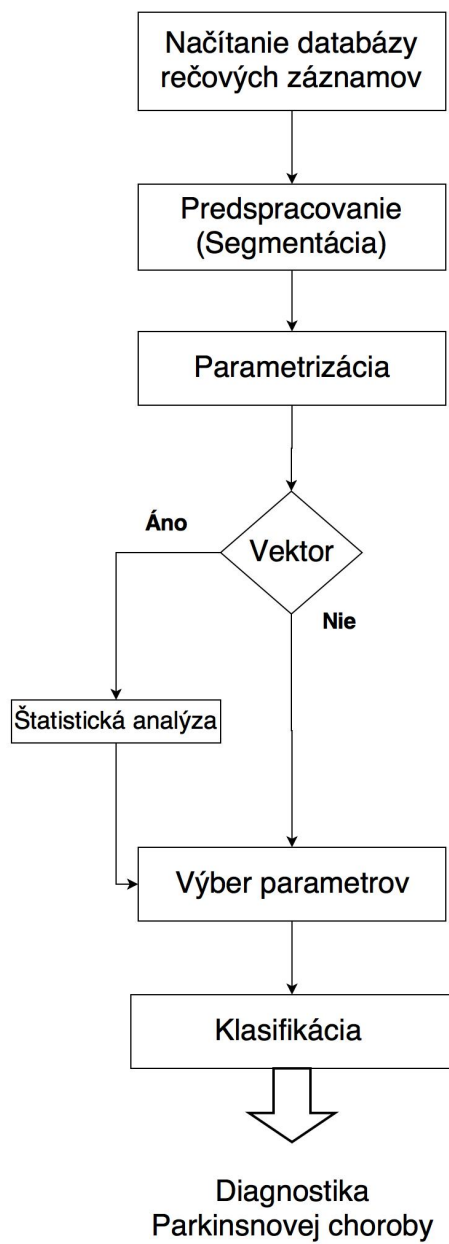 Načítanie databázy
rečových záznamov
Predspracovanie
(Segmentácia)
Parametrizácia
Áno
Vektor
Nie
Štatistická analýza
Výber parametrov
Klasifikácia
Diagnostika
Parkinsnovej choroby